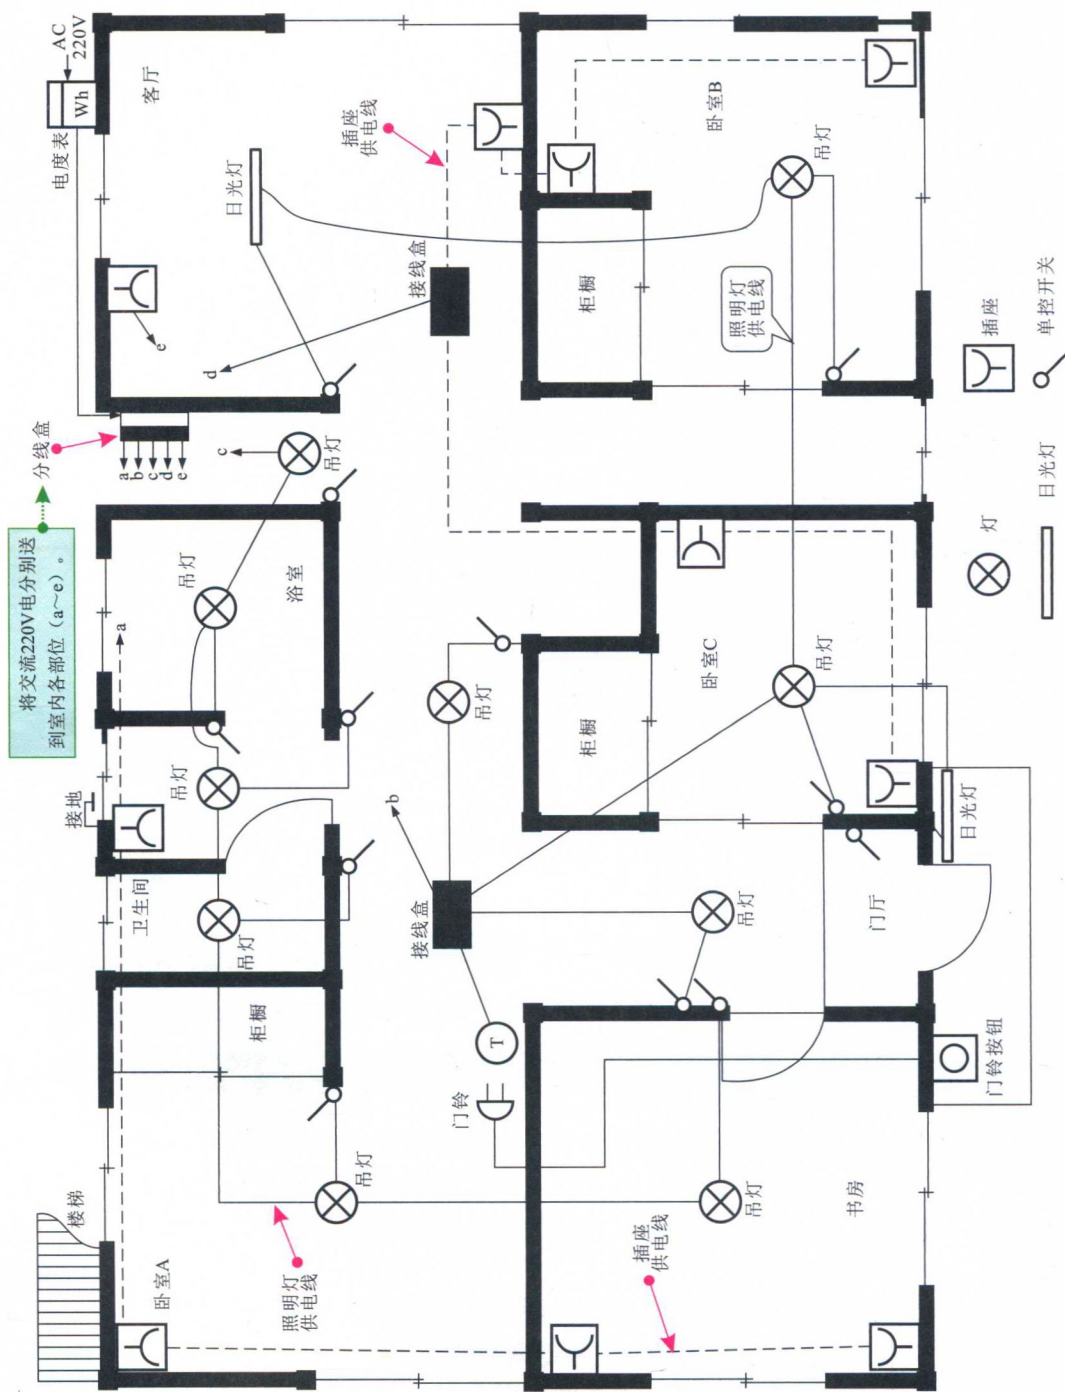 将交流220V电分别送
到室内各部位（a～e）。
分线盒
电度表
AC
220V
Wh
楼梯
卧室A
照明灯
供电线
吊灯
柜橱
卫生间
吊灯
接地
吊灯
a
吊灯
浴室
c
吊灯
a
b
c
d
e
e
d
日光灯
客厅
插座
供电线
接线盒
门铃
T
接线盒
b
吊灯
书房
插座
供电线
吊灯
门铃按钮
吊灯
门厅
日光灯
柜橱
卧室C
吊灯
照明灯
供电线
柜橱
卧室B
吊灯
灯
插座
日光灯
单控开关